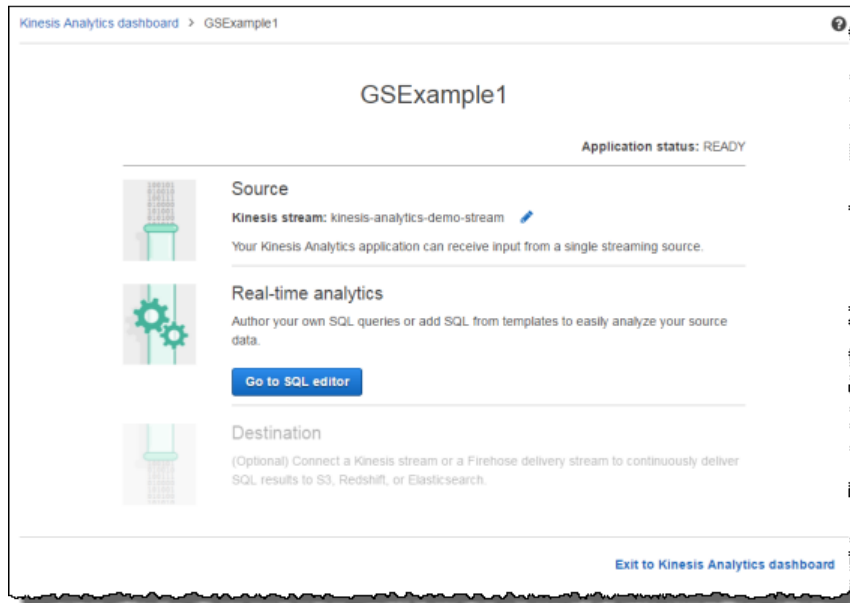 Kinesis Analytics dashboard > GSExample1
GSExample1
Application status: READY
Source
Kinesis stream: kinesis-analytics-demo-stream
Your Kinesis Analytics application can receive input from a single streaming source.
Real-time analytics
Author your own SQL queries or add SQL from templates to easily analyze your source
data.
Go to SQL editor
Destination
(Optional) Connect a Kinesis stream or a Firehose delivery stream to continuously deliver
SQL results to S3, Redshift, or Elasticsearch.
Exit to Kinesis Analytics dashboard